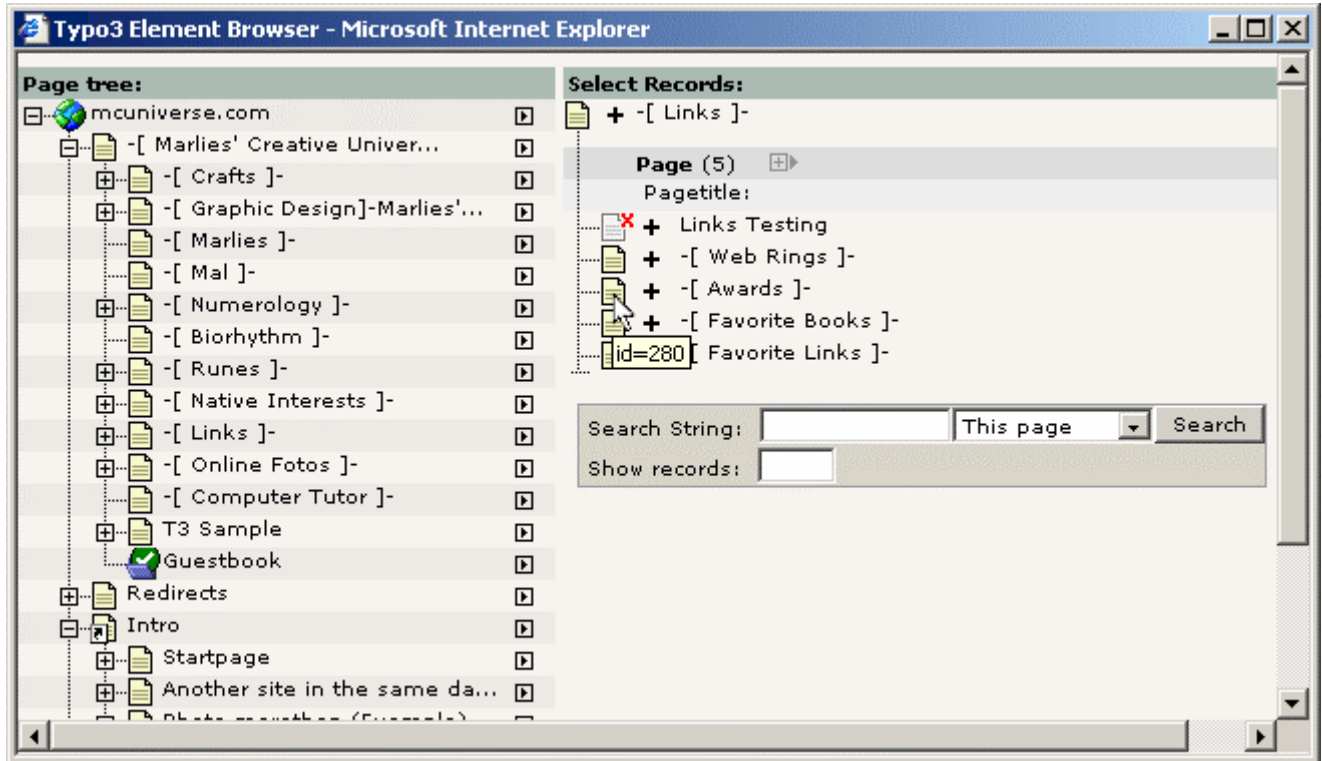 Typo3 Element Browser - Microsoft Internet Explorer
Page tree:
mcuniverse.com
-[ Marlies' Creative Univer...
-[ Crafts ]-
-[ Graphic Design]-Marlies'...
-[ Marlies ]-
-[ Mal ]-
-[ Numerology ]-
-[ Biorhythm ]-
-[ Runes ]-
-[ Native Interests ]-
-[ Links ]-
-[ Online Fotos ]-
-[ Computer Tutor ]-
T3 Sample
Guestbook
Redirects
Intro
Startpage
Another site in the same da...
Select Records:
-[ Links ]-
Page (5)
Pagetitle:
Links Testing
-[ Web Rings ]-
-[ Awards ]-
-[ Favorite Books ]-
id=280 [ Favorite Links ]-
Search String: This page Search
Show records: